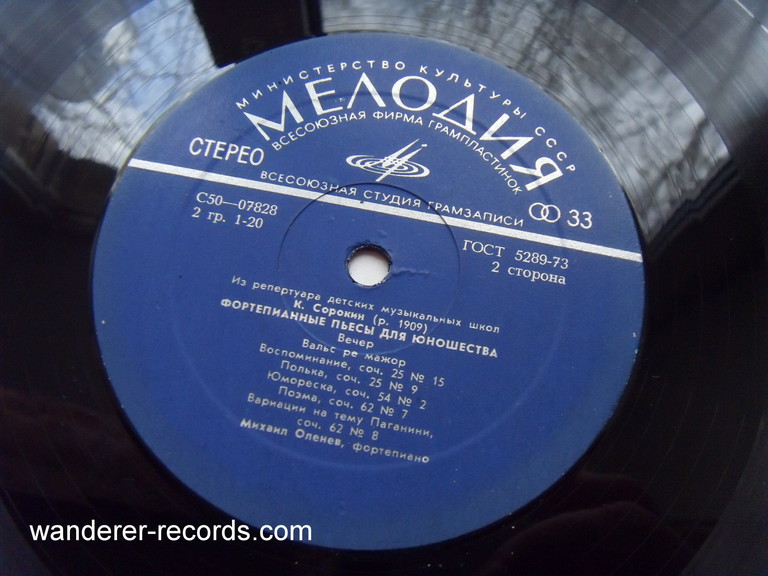 МИНИСТЕРСТВО КУЛЬТУРЫ СССР
МЕЛОДИЯ
ВСЕСОЮЗНАЯ ФИРМА ГРАМПЛАСТИНОК
СТЕРЕО
ВСЕСОЮЗНАЯ СТУДИЯ ГРАМЗАПИСИ
33
С50—07828
2 гр. 1-20
ГОСТ 5289-73
2 сторона
Из репертуара детских музыкальных школ
К. Сорокин (р. 1909)
ФОРТЕПИАННЫЕ ПЬЕСЫ ДЛЯ ЮНОШЕСТВА
Вечер
Вальс ре мажор
Воспоминание, соч. 25 № 15
Полька, соч. 25 № 9
Юмореска, соч. 54 № 2
Поэма, соч. 62 № 7
Вариации на тему Паганини,
соч. 62 № 8
Михаил Оленев, фортепиано
wanderer-records.com